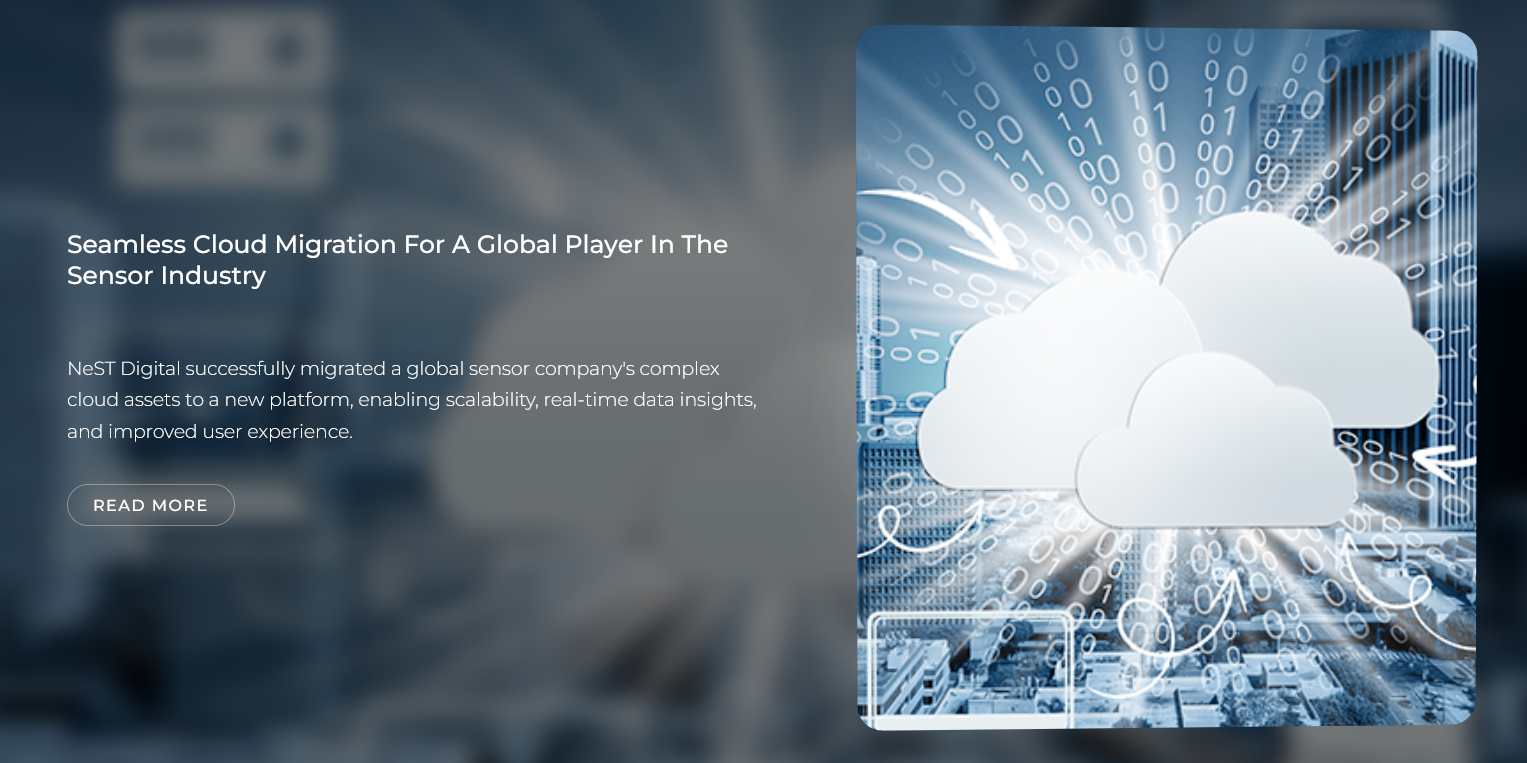 Seamless Cloud Migration For A Global Player In The
Sensor Industry
NeST Digital successfully migrated a global sensor company's complex
cloud assets to a new platform, enabling scalability, real-time data insights,
and improved user experience.
READ MORE